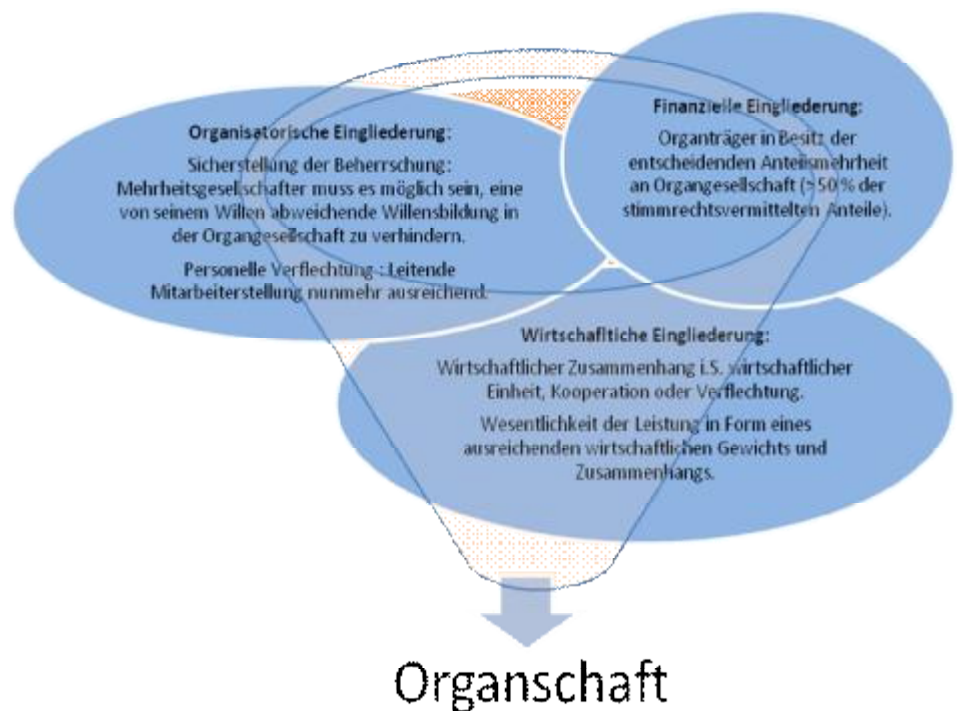 Organisatorische Eingliederung:
Sicherstellung der Beherrschung:
Mehrheitsgesellschafter muss es möglich sein, eine
von seinem Willen abweichende Willensbildung in
der Organgesellschaft zu verhindern.
Personelle Verflechtung : Leitende
Mitarbeiterstellung nunmehr ausreichend.
Finanzielle Eingliederung:
Organträger in Besitz der
entscheidenden Anteilsmehrheit
an Organgesellschaft (>50 % der
stimmrechtsvermittelten Anteile).
Wirtschafltiche Eingliederung:
Wirtschaftlicher Zusammenhang i.S. wirtschaftlicher
Einheit, Kooperation oder Verflechtung.
Wesentlichkeit der Leistung in Form eines
ausreichenden wirtschaftlichen Gewichts und
Zusammenhangs.
Organschaft